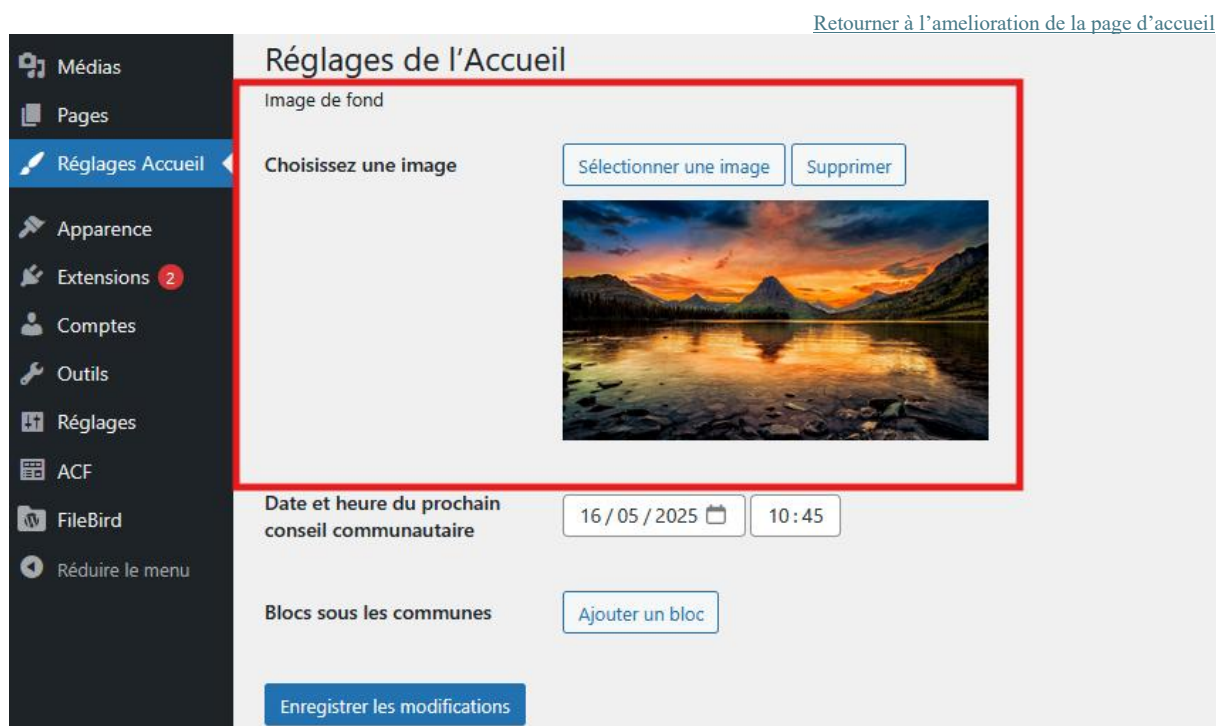 Retourner à l’amelioration de la page d’accueil
Médias
Pages
Réglages Accueil
Apparence
Extensions 2
Comptes
Outils
Réglages
ACF
FileBird
Réduire le menu
Réglages de l’Accueil
Image de fond
Choisissez une image
Sélectionner une image
Supprimer
Date et heure du prochain
conseil communautaire
16/05/2025
10:45
Blocs sous les communes
Ajouter un bloc
Enregistrer les modifications